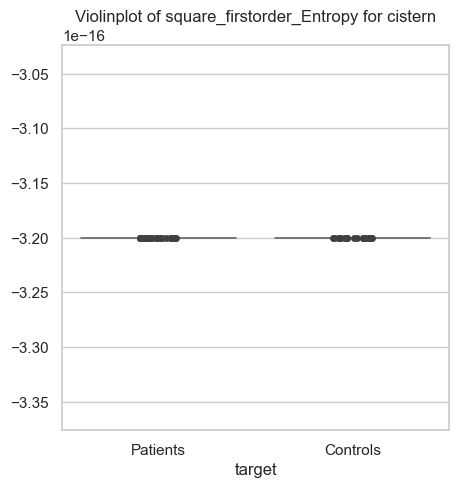 Violinplot of square_firstorder_Entropy for cistern
1e−16
−3.05
−3.10
−3.15
−3.20
−3.25
−3.30
−3.35
Patients
Controls
target